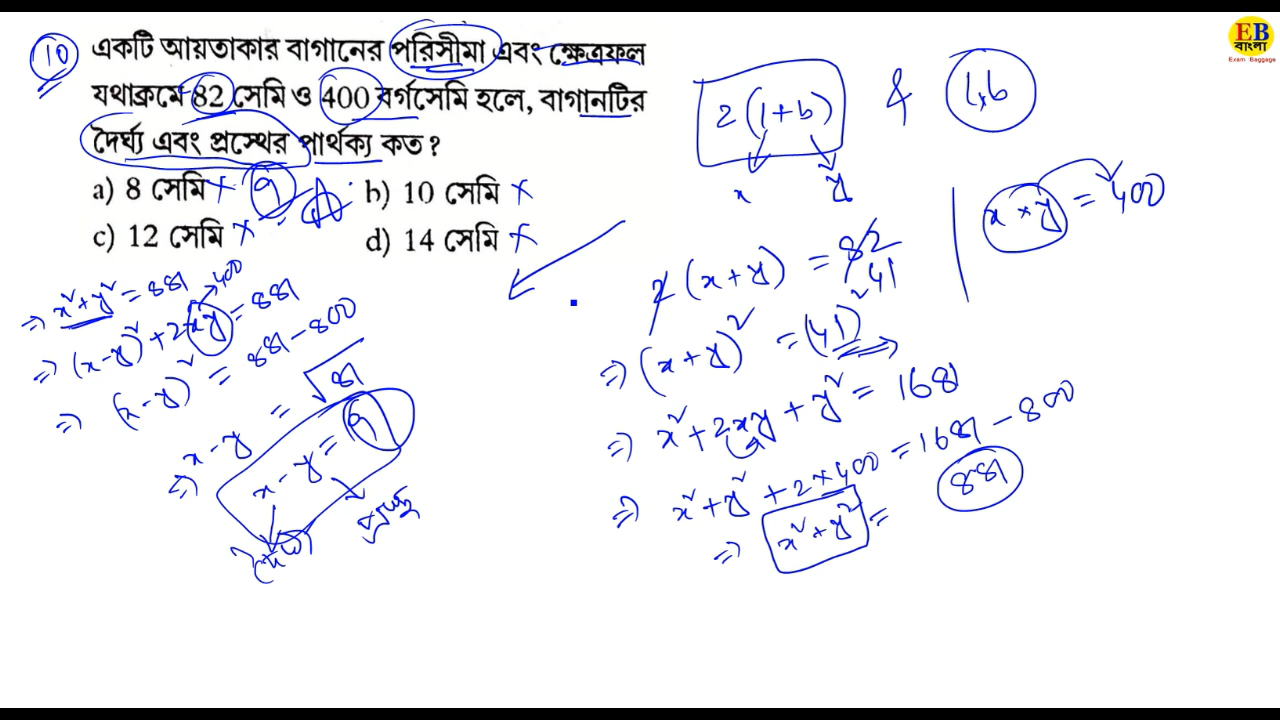 10 একটি আয়তাকার বাগানের পরিসীমা এবং ক্ষেত্রফল
যথাক্রমে 82 সেমি ও 400 বর্গসেমি হলে, বাগানটির
দৈর্ঘ্য এবং প্রস্থের পার্থক্য কত?
a) 8 সেমি × 9 b) 10 সেমি ×
c) 12 সেমি × d) 14 সেমি ×
EB
বাংলা
Exam Baggage
2(l+b) & l.b
x y
x × y = 400
2(x+y) = 82
41
⇒ (x+y)² = (41)²
⇒ x² + 2xy + y² = 1681
⇒ x² + y² + 2×400 = 1681 - 800
⇒ x² + y² = 881
⇒ x² + y² = 881
400
⇒ (x-y)² + 2xy = 881
⇒ (x-y)² = 881 - 800
⇒ x - y = √81
x - y = 9
দৈর্ঘ্য প্রস্থ